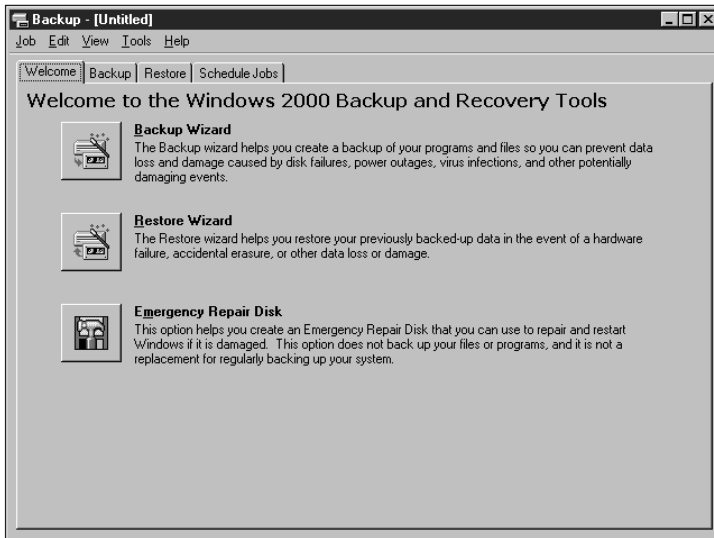 Backup - [Untitled]
Job Edit View Tools Help
Welcome Backup Restore Schedule Jobs
Welcome to the Windows 2000 Backup and Recovery Tools
Backup Wizard
The Backup wizard helps you create a backup of your programs and files so you can prevent data
loss and damage caused by disk failures, power outages, virus infections, and other potentially
damaging events.
Restore Wizard
The Restore wizard helps you restore your previously backed-up data in the event of a hardware
failure, accidental erasure, or other data loss or damage.
Emergency Repair Disk
This option helps you create an Emergency Repair Disk that you can use to repair and restart
Windows if it is damaged. This option does not back up your files or programs, and it is not a
replacement for regularly backing up your system.